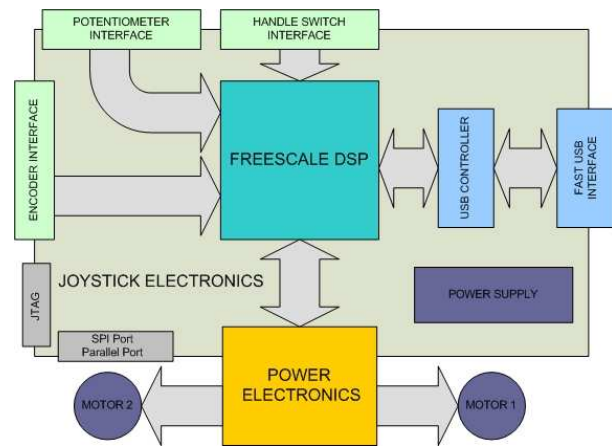 POTENTIOMETER
INTERFACE
HANDLE SWITCH
INTERFACE
ENCODER INTERFACE
FREESCALE DSP
USB CONTROLLER
FAST USB
INTERFACE
JTAG
JOYSTICK ELECTRONICS
POWER SUPPLY
SPI Port
Parallel Port
POWER
ELECTRONICS
MOTOR 2
MOTOR 1